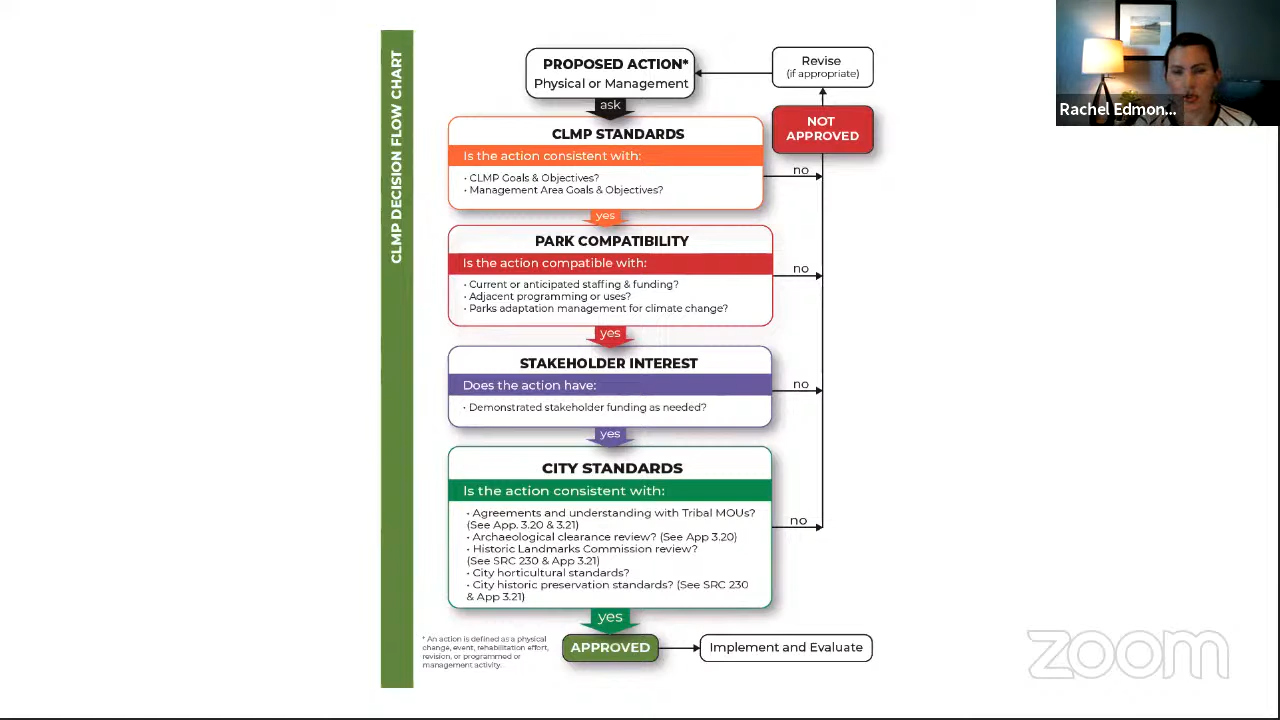 CLMP DECISION FLOW CHART
PROPOSED ACTION*
Physical or Management
Revise
(if appropriate)
ask
NOT
APPROVED
CLMP STANDARDS
Is the action consistent with:
• CLMP Goals & Objectives?
• Management Area Goals & Objectives?
no
yes
PARK COMPATIBILITY
Is the action compatible with:
• Current or anticipated staffing & funding?
• Adjacent programming or uses?
• Parks adaptation management for climate change?
no
yes
STAKEHOLDER INTEREST
Does the action have:
• Demonstrated stakeholder funding as needed?
no
yes
CITY STANDARDS
Is the action consistent with:
• Agreements and understanding with Tribal MOUs?
(See App. 3.20 & 3.21)
• Archaeological clearance review? (See App 3.20)
• Historic Landmarks Commission review?
(See SRC 230 & App 3.21)
• City horticultural standards?
• City historic preservation standards? (See SRC 230
& App 3.21)
no
yes
APPROVED
Implement and Evaluate
* An action is defined as a physical
change, event, rehabilitation effort,
revision, or programmed or
management activity.
Rachel Edmon...
zoom